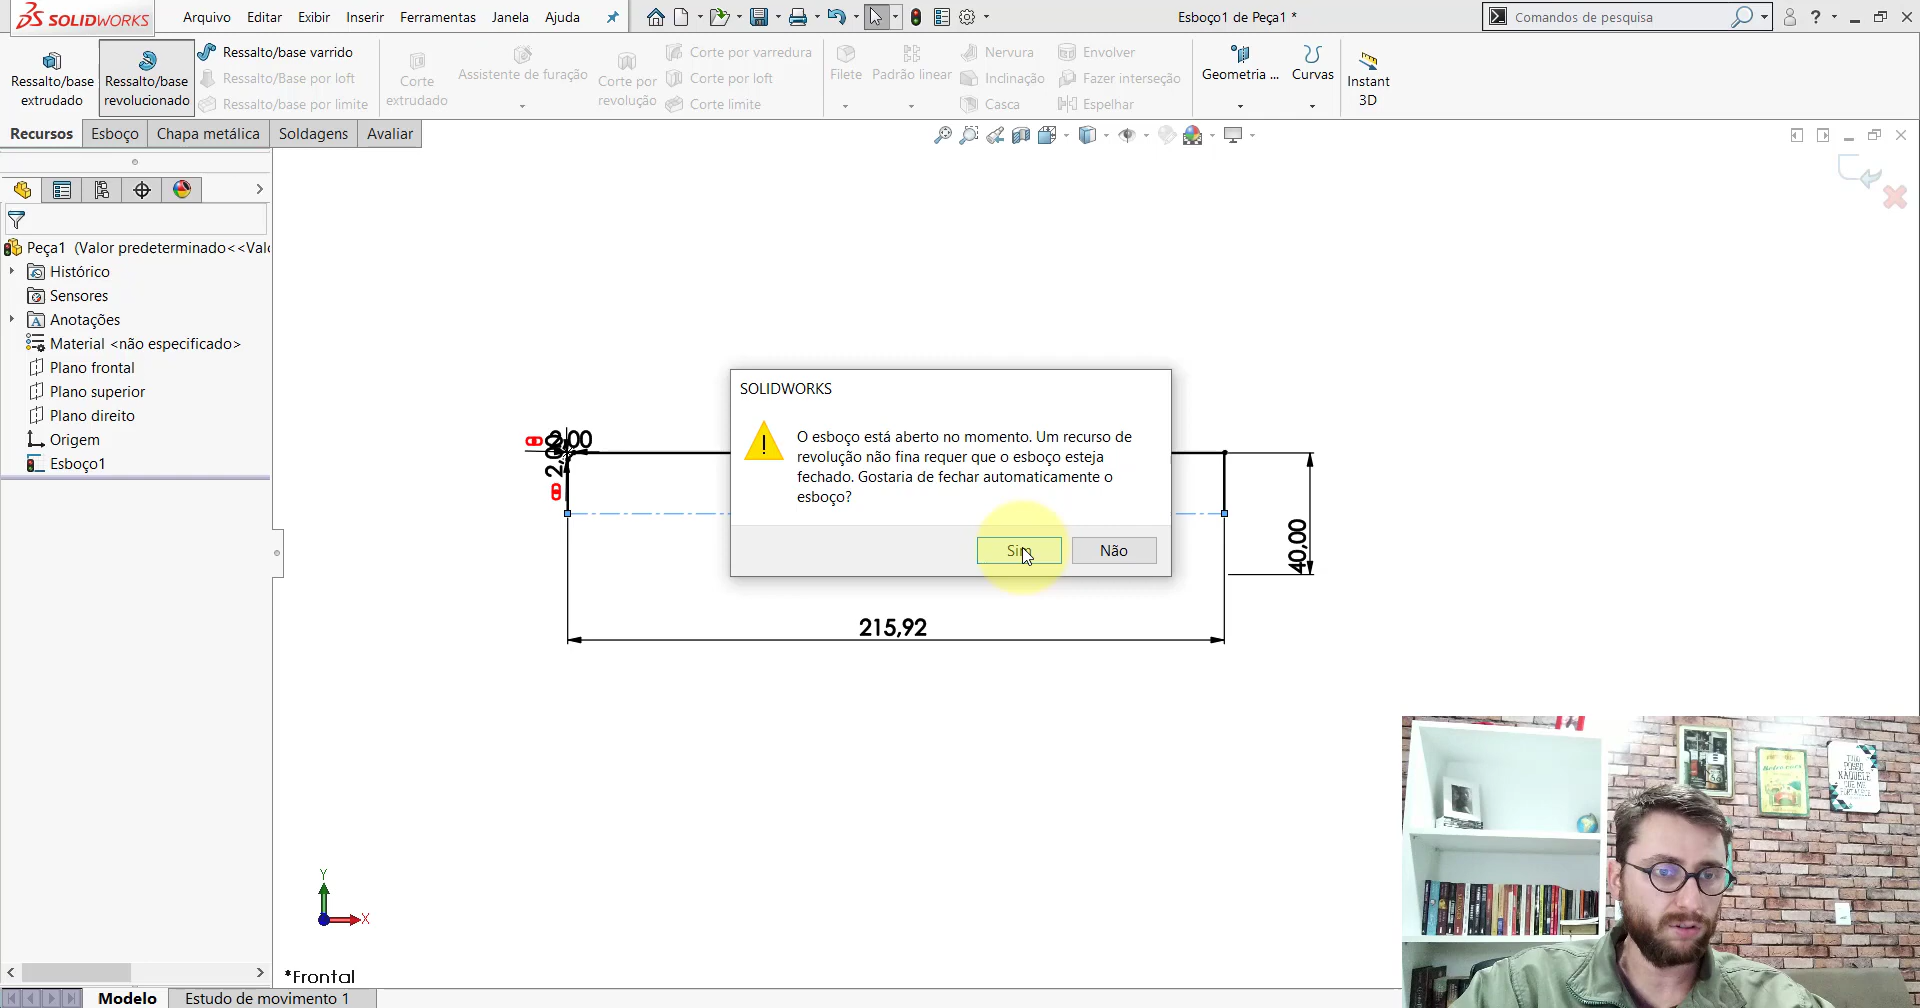 SOLIDWORKS
Arquivo Editar Exibir Inserir Ferramentas Janela Ajuda
Esboço1 de Peça1 *
Comandos de pesquisa
Ressalto/base extrudado
Ressalto/base revolucionado
Ressalto/base varrido
Ressalto/Base por loft
Ressalto/base por limite
Corte extrudado
Assistente de furação
Corte por revolução
Corte por varredura
Corte por loft
Corte limite
Filete
Padrão linear
Nervura
Inclinação
Casca
Envolver
Fazer interseção
Espelhar
Geometria ...
Curvas
Instant 3D
Recursos Esboço Chapa metálica Soldagens Avaliar
Peça1 (Valor predeterminado<<Valo
Histórico
Sensores
Anotações
Material <não especificado>
Plano frontal
Plano superior
Plano direito
Origem
Esboço1
SOLIDWORKS
O esboço está aberto no momento. Um recurso de
revolução não fina requer que o esboço esteja
fechado. Gostaria de fechar automaticamente o
esboço?
Sim Não
2,00
40,00
215,92
Y
X
*Frontal
Modelo Estudo de movimento 1